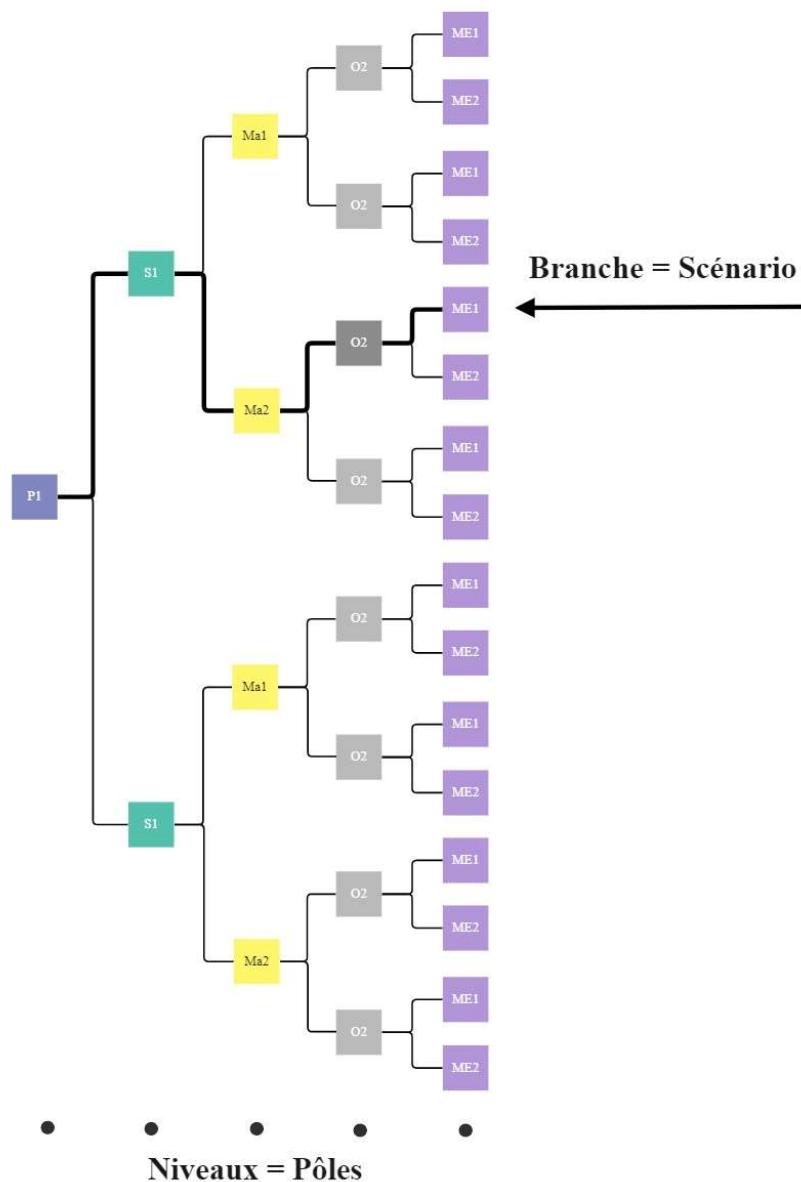 ME1
O2
ME2
Ma1
ME1
O2
ME2
S1
Branche = Scénario
ME1
O2
ME2
Ma2
ME1
O2
P1
ME2
ME1
O2
ME2
Ma1
ME1
O2
ME2
S1
ME1
O2
ME2
Ma2
ME1
O2
ME2
Niveaux = Pôles